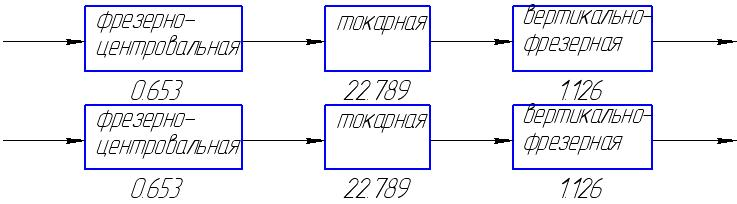 фрезерно-
центровальная
токарная
вертикально-
фрезерная
0.653
22.789
1.126
фрезерно-
центровальная
токарная
вертикально-
фрезерная
0.653
22.789
1.126